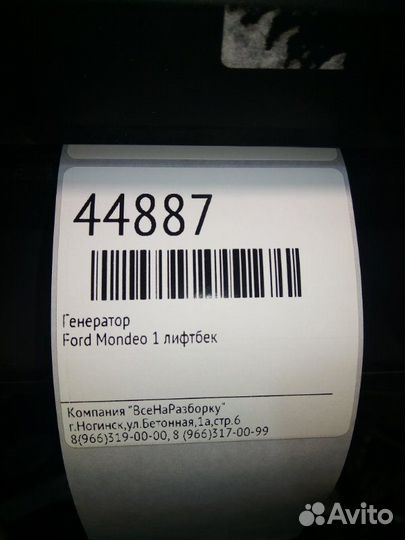 44887
Генератор
Ford Mondeo 1 лифтбек
Компания "ВсеНаРазборку"
г.Ногинск,ул.Бетонная,1а,стр.6
8(966)319-00-00, 8 (966)317-00-99
Avito